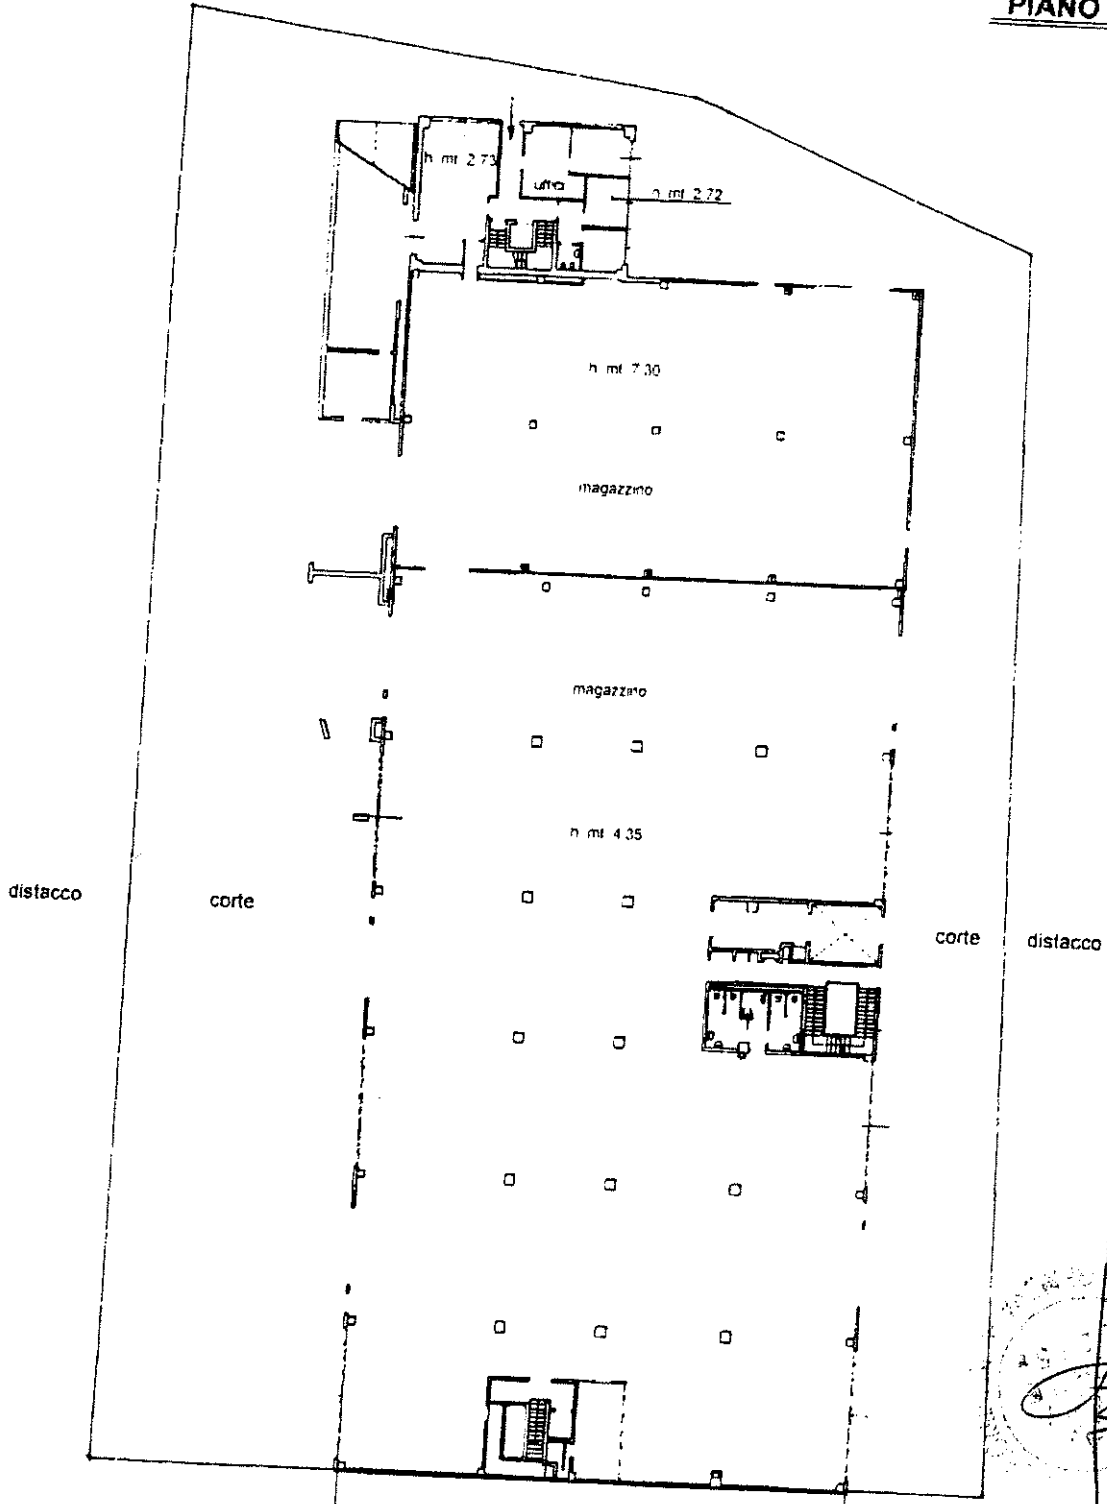 PIANO
h mt 2.73
uffici
h mt 2.72
h mt 7.30
magazzino
magazzino
h mt 4.35
distacco
corte
corte
distacco